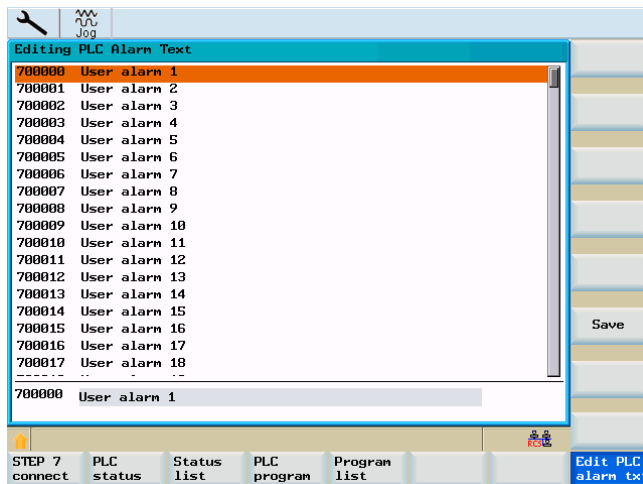 Jog
Editing PLC Alarm Text
700000 User alarm 1
700001 User alarm 2
700002 User alarm 3
700003 User alarm 4
700004 User alarm 5
700005 User alarm 6
700006 User alarm 7
700007 User alarm 8
700008 User alarm 9
700009 User alarm 10
700010 User alarm 11
700011 User alarm 12
700012 User alarm 13
700013 User alarm 14
700014 User alarm 15
700015 User alarm 16
700016 User alarm 17
700017 User alarm 18
Save
700000 User alarm 1
RCS
STEP 7 connect
PLC status
Status list
PLC program
Program list
Edit PLC alarm txt